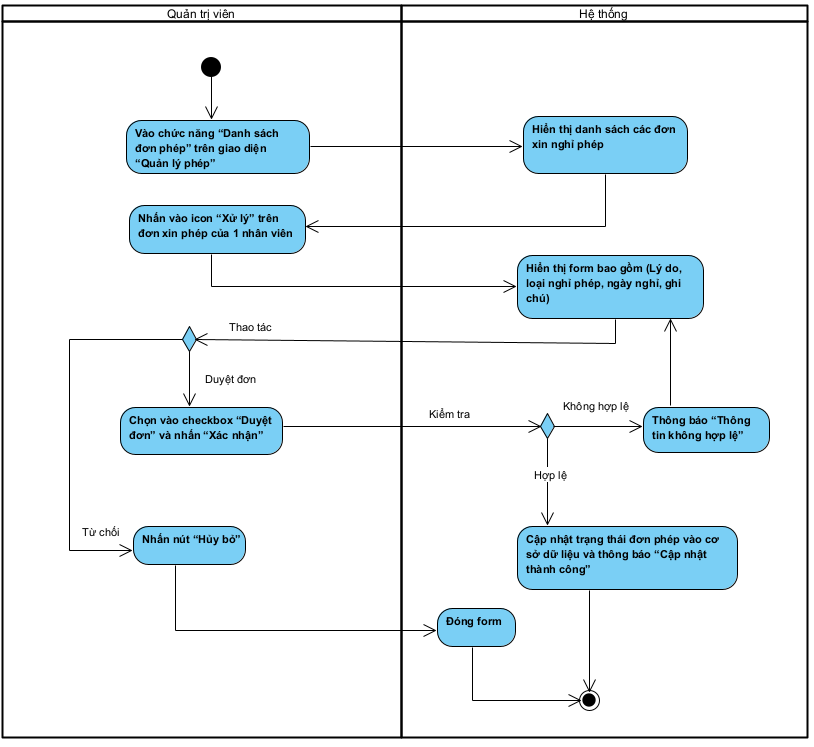 Quản trị viên
Hệ thống
Vào chức năng “Danh sách
đơn phép” trên giao diện
“Quản lý phép”
Hiển thị danh sách các đơn
xin nghỉ phép
Nhấn vào icon “Xử lý” trên
đơn xin phép của 1 nhân viên
Hiển thị form bao gồm (Lý do,
loại nghỉ phép, ngày nghỉ, ghi
chú)
Thao tác
Duyệt đơn
Chọn vào checkbox “Duyệt
đơn” và nhấn “Xác nhận”
Kiểm tra
Không hợp lệ
Thông báo “Thông
tin không hợp lệ”
Hợp lệ
Từ chối
Nhấn nút “Hủy bỏ”
Cập nhật trạng thái đơn phép vào cơ
sở dữ liệu và thông báo “Cập nhật
thành công”
Đóng form